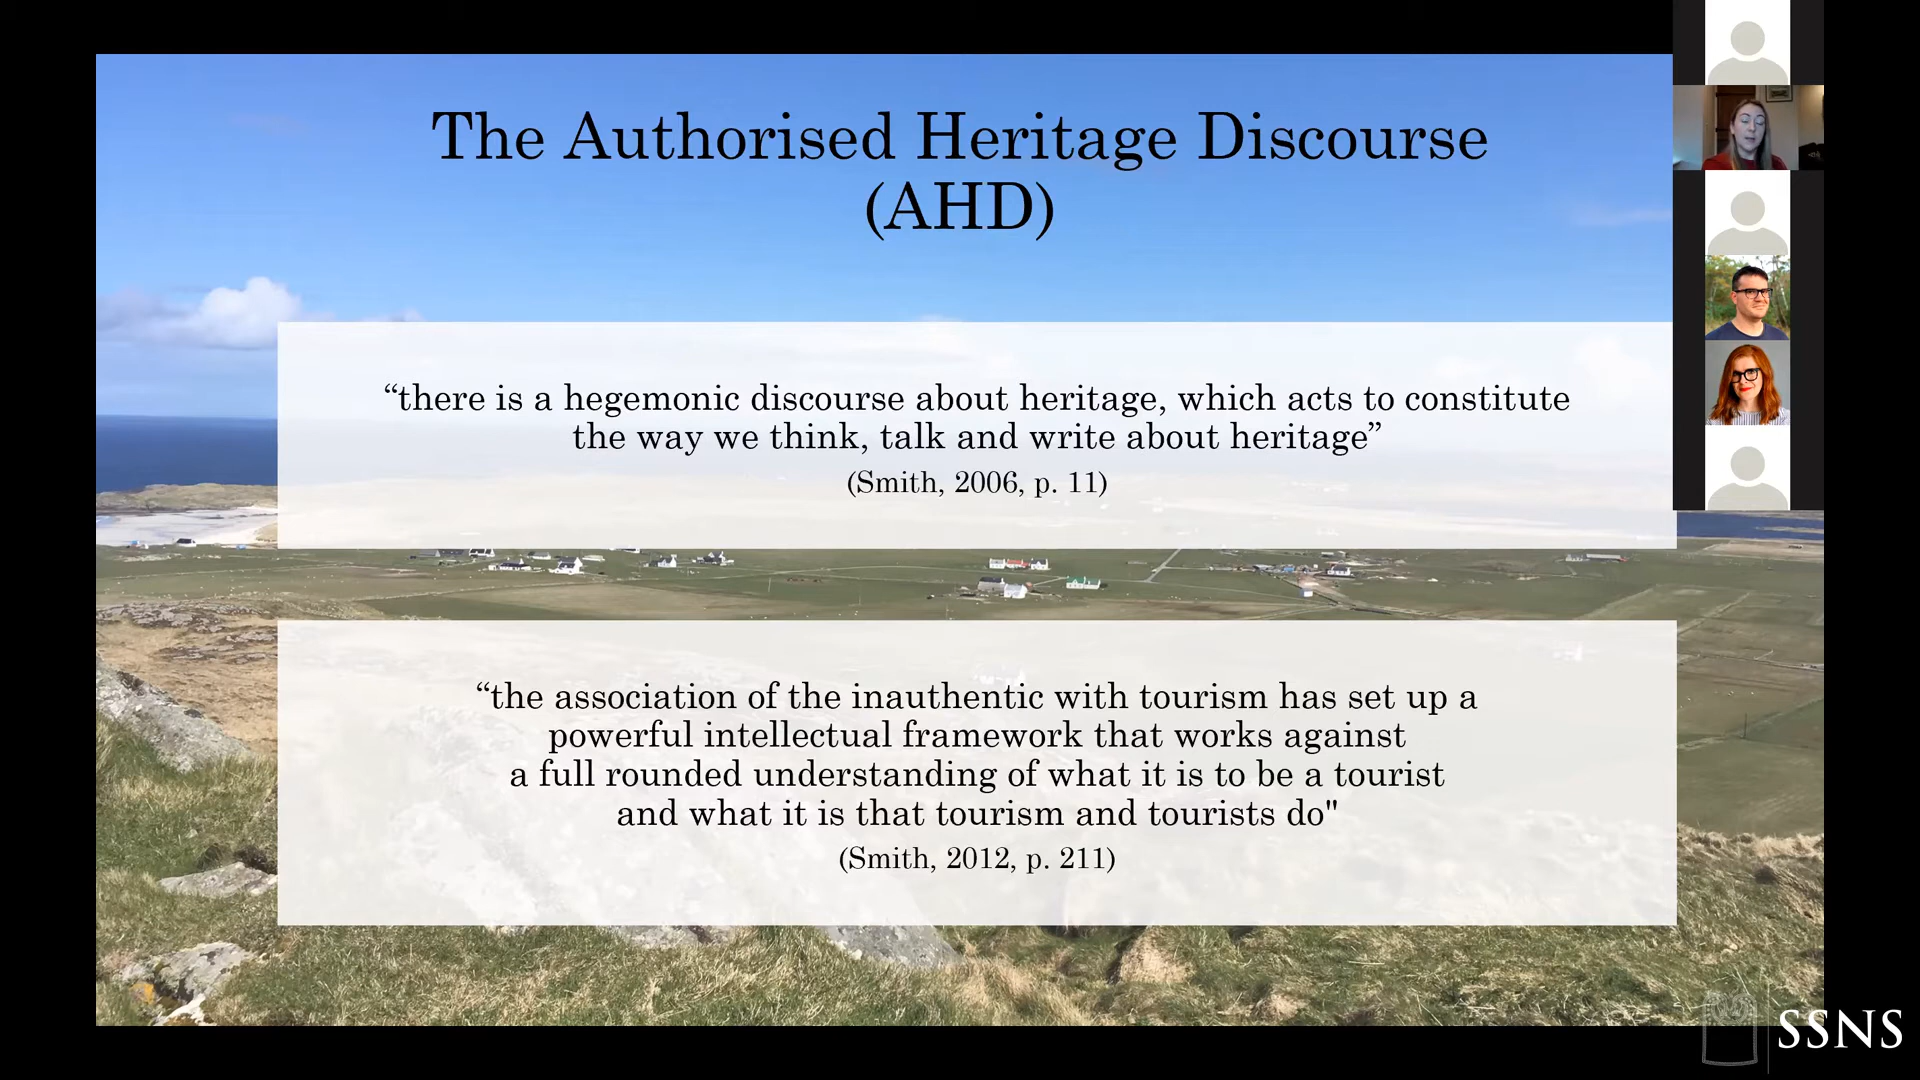 The Authorised Heritage Discourse
(AHD)
“there is a hegemonic discourse about heritage, which acts to constitute
the way we think, talk and write about heritage”
(Smith, 2006, p. 11)
“the association of the inauthentic with tourism has set up a
powerful intellectual framework that works against
a full rounded understanding of what it is to be a tourist
and what it is that tourism and tourists do"
(Smith, 2012, p. 211)
SSNS